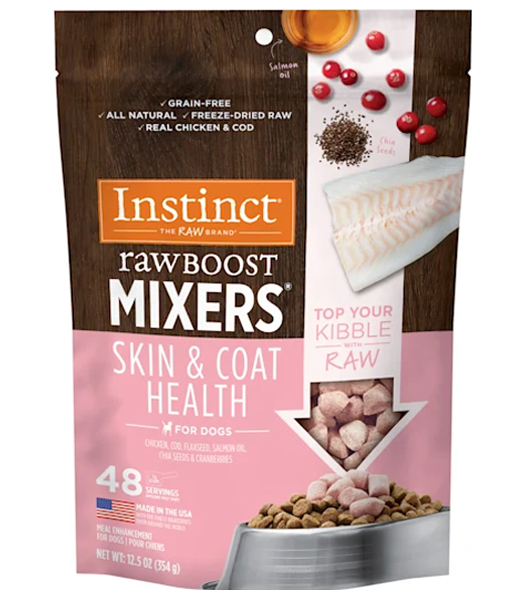 Salmon
Oil
✓GRAIN-FREE
✓ALL NATURAL ✓FREEZE-DRIED RAW
✓REAL CHICKEN & COD
Chia
Seeds
Instinct®
THE RAW BRAND®
rawBOOST
MIXERS®
TOP YOUR
KIBBLE
WITH
RAW
SKIN & COAT
HEALTH
FOR DOGS
CHICKEN, COD, FLAXSEED, SALMON OIL,
CHIA SEEDS & CRANBERRIES
48 SERVINGS
MADE IN THE USA
MEAL ENHANCEMENT
FOR DOGS | POUR CHIENS
NET WT: 12.5 OZ (354 g)